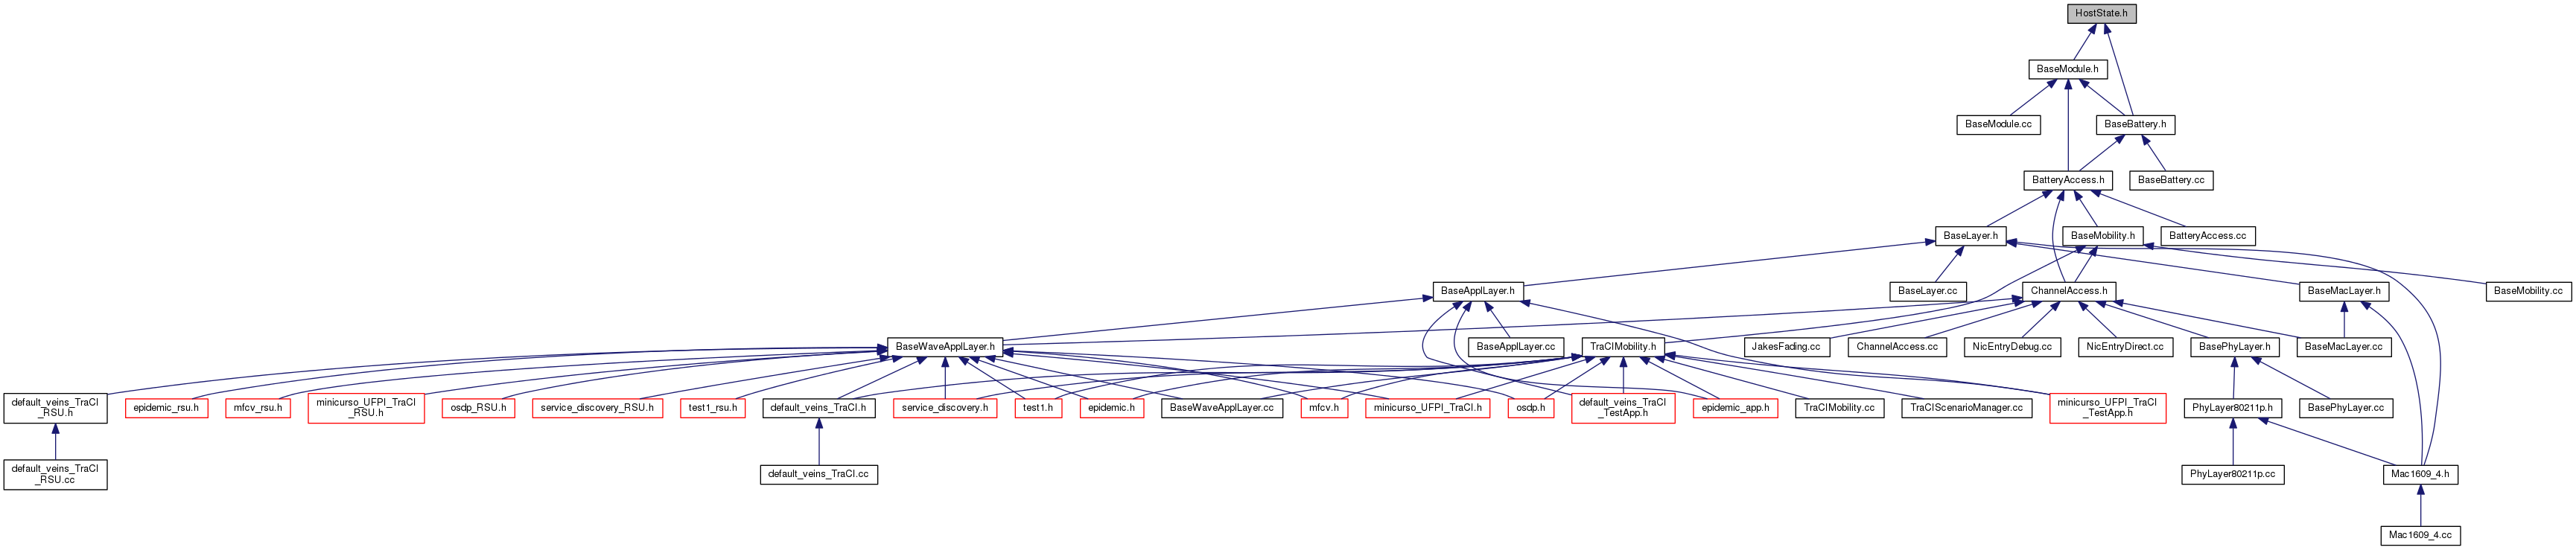 HostState.h
BaseModule.h
BaseModule.cc
BaseBattery.h
BatteryAccess.h
BaseBattery.cc
BaseLayer.h
BaseMobility.h
BatteryAccess.cc
BaseApplLayer.h
BaseLayer.cc
ChannelAccess.h
BaseMacLayer.h
BaseMobility.cc
BaseWaveApplLayer.h
BaseApplLayer.cc
TraCIMobility.h
JakesFading.cc
ChannelAccess.cc
NicEntryDebug.cc
NicEntryDirect.cc
BasePhyLayer.h
BaseMacLayer.cc
default_veins_TraCI
_RSU.h
epidemic_rsu.h
mfcv_rsu.h
minicurso_UFPI_TraCI
_RSU.h
osdp_RSU.h
service_discovery_RSU.h
test1_rsu.h
default_veins_TraCI.h
service_discovery.h
test1.h
epidemic.h
BaseWaveApplLayer.cc
mfcv.h
minicurso_UFPI_TraCI.h
osdp.h
default_veins_TraCI
_TestApp.h
epidemic_app.h
TraCIMobility.cc
TraCIScenarioManager.cc
minicurso_UFPI_TraCI
_TestApp.h
PhyLayer80211p.h
BasePhyLayer.cc
default_veins_TraCI
_RSU.cc
default_veins_TraCI.cc
PhyLayer80211p.cc
Mac1609_4.h
Mac1609_4.cc